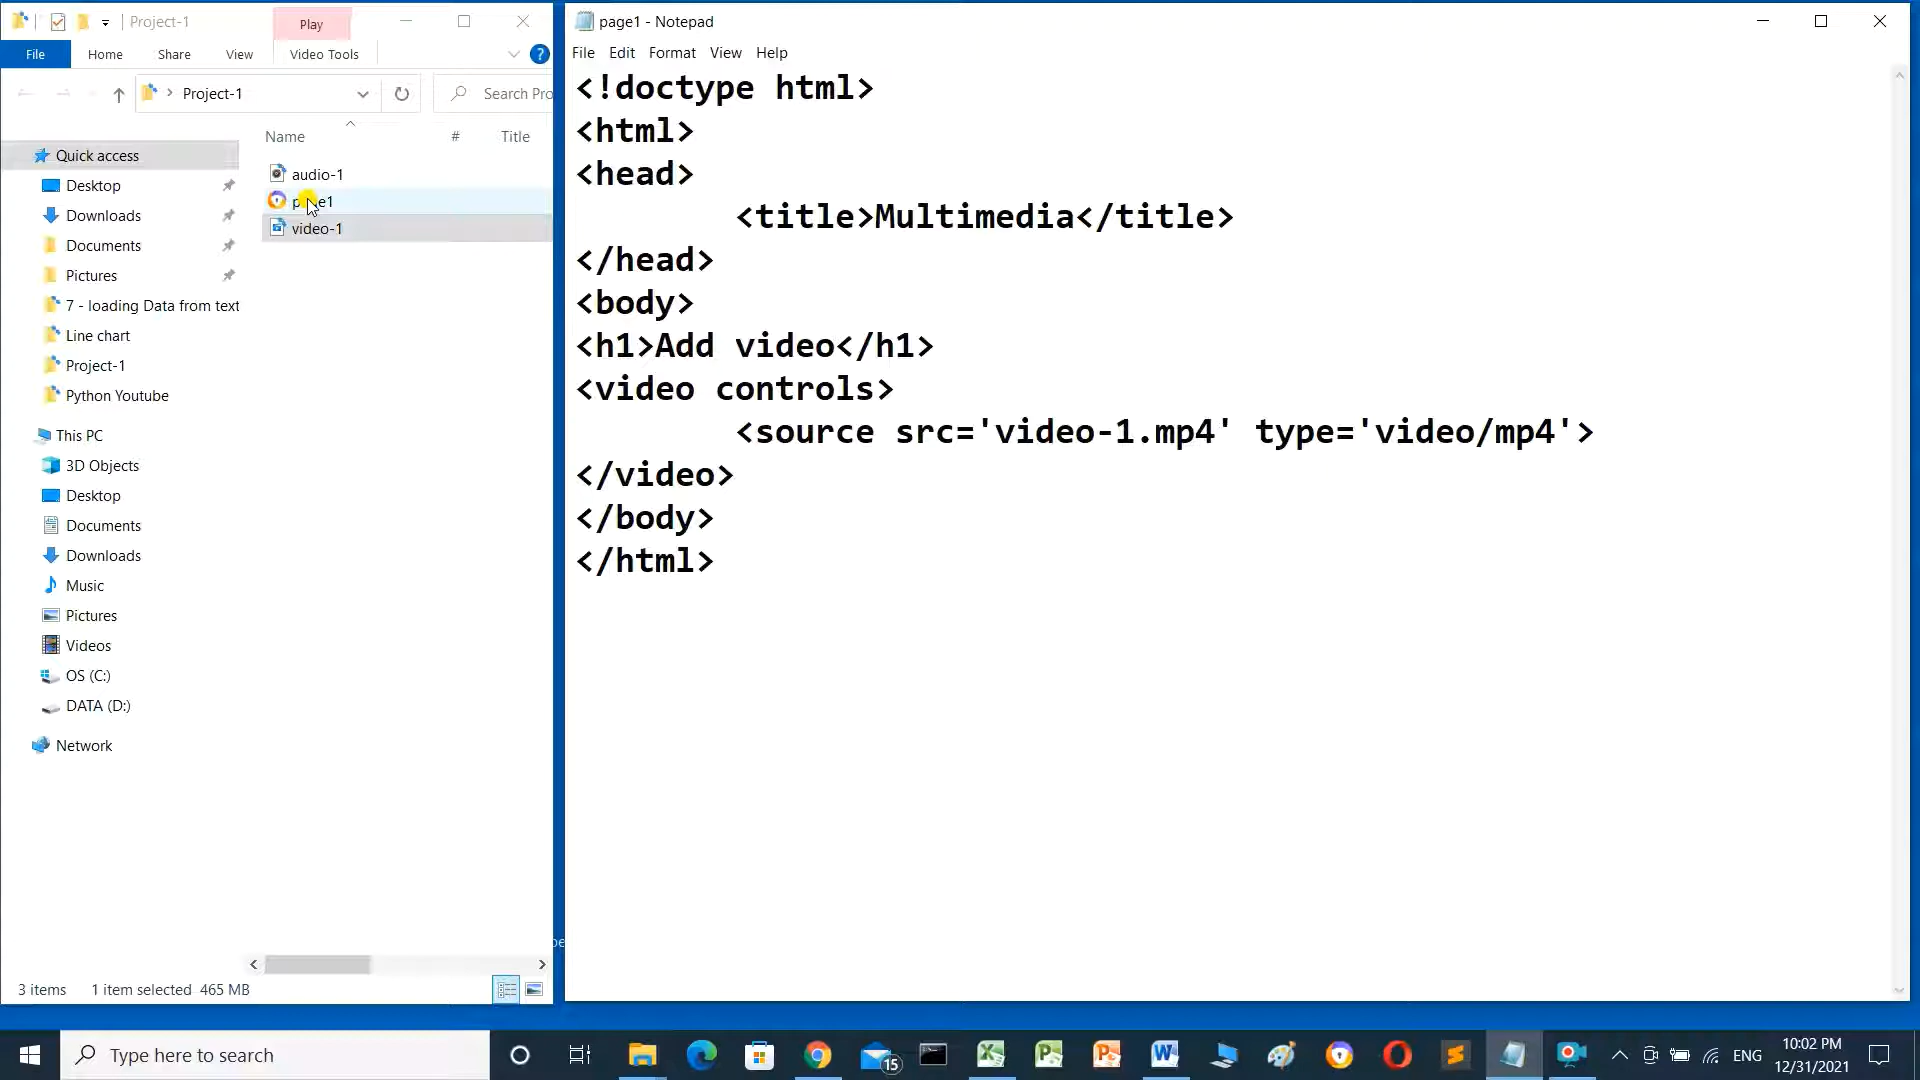 Project-1
Play
File
Home
Share
View
Video Tools
Project-1
Search Pro
Name
#
Title
Quick access
Desktop
Downloads
Documents
Pictures
7 - loading Data from text
Line chart
Project-1
Python Youtube
This PC
3D Objects
Desktop
Documents
Downloads
Music
Pictures
Videos
OS (C:)
DATA (D:)
Network
audio-1
page1
video-1
3 items
1 item selected 465 MB
page1 - Notepad
File Edit Format View Help
<!doctype html>
<html>
<head>
<title>Multimedia</title>
</head>
<body>
<h1>Add video</h1>
<video controls>
<source src='video-1.mp4' type='video/mp4'>
</video>
</body>
</html>
Type here to search
15
ENG
10:02 PM
12/31/2021